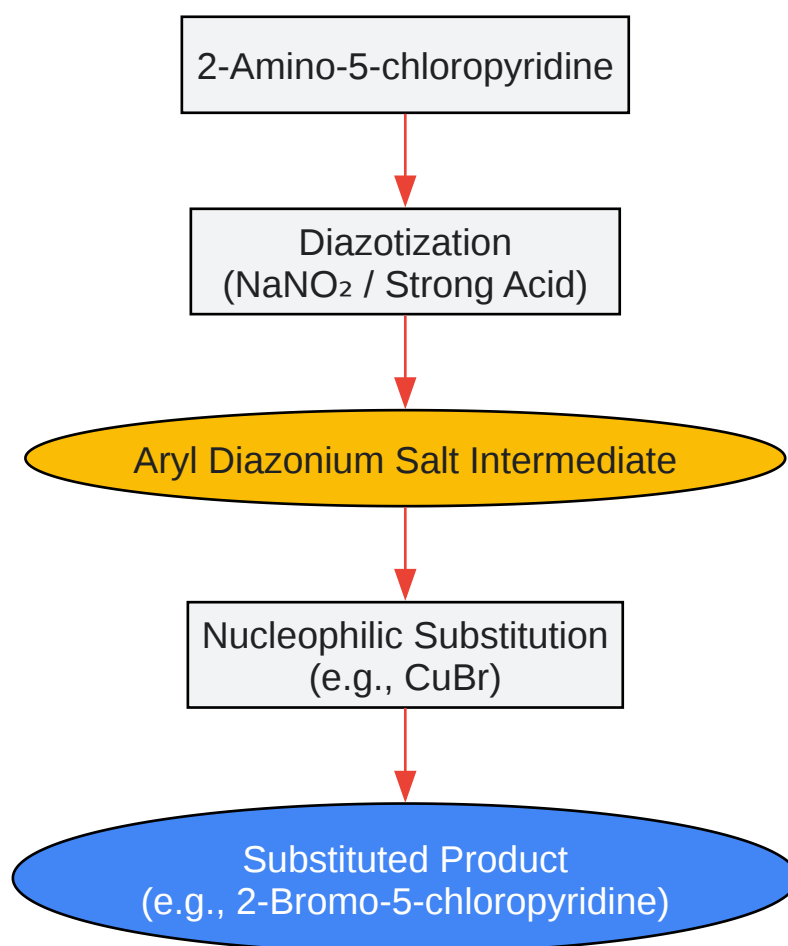 2-Amino-5-chloropyridine
Diazotization
(NaNO₂ / Strong Acid)
Aryl Diazonium Salt Intermediate
Nucleophilic Substitution
(e.g., CuBr)
Substituted Product
(e.g., 2-Bromo-5-chloropyridine)